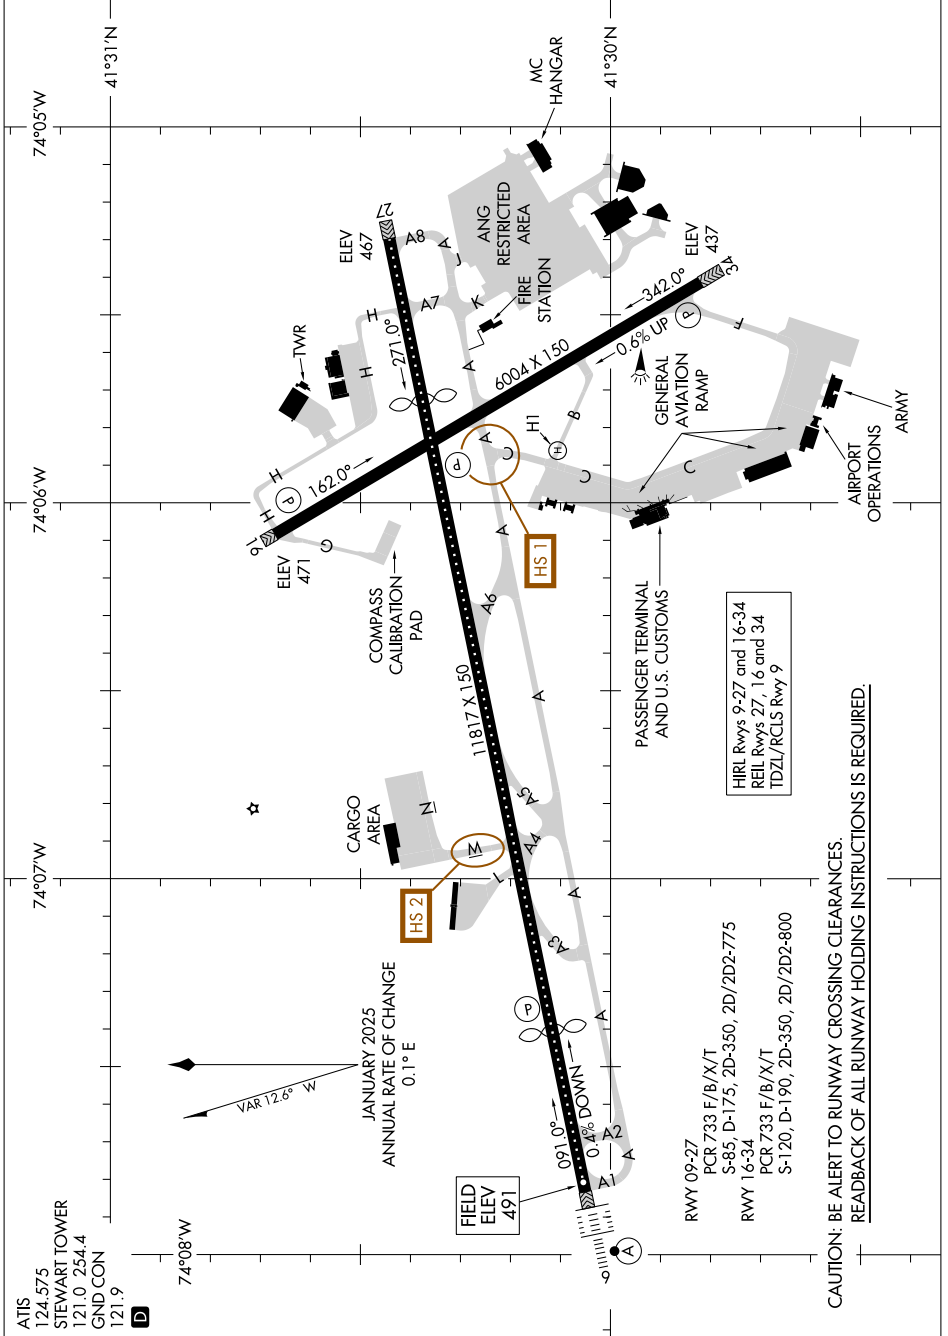 ATIS
124.575
STEWART TOWER
121.0 254.4
GND CON
121.9
D
74°08'W
74°07'W
74°06'W
74°05'W
41°31'N
41°30'N
VAR 12.6° W
JANUARY 2025
ANNUAL RATE OF CHANGE
0.1° E
FIELD
ELEV
491
9
A
A1
A2
A
091.0°
0.4% DOWN
A
P
A3
A
HS 2
L
M
A4
A5
N
CARGO
AREA
11817 X 150
A
A6
A
COMPASS
CALIBRATION
PAD
G
ELEV
471
16
H
P
162.0°
H
TWR
H
H
271.0°
ELEV
467
27
A8
A
J
A7
K
A
FIRE
STATION
ANG
RESTRICTED
AREA
MC
HANGAR
P
A
C
HS 1
H1
H
B
6004 X 150
0.6% UP
342.0°
ELEV
437
34
P
F
GENERAL
AVIATION
RAMP
C
C
ARMY
AIRPORT
OPERATIONS
PASSENGER TERMINAL
AND U.S. CUSTOMS
HIRL Rwys 9-27 and 16-34
REIL Rwys 27, 16 and 34
TDZL/RCLS Rwy 9
RWY 09-27
PCR 733 F/B/X/T
S-85, D-175, 2D-350, 2D/2D2-775
RWY 16-34
PCR 733 F/B/X/T
S-120, D-190, 2D-350, 2D/2D2-800
CAUTION: BE ALERT TO RUNWAY CROSSING CLEARANCES.
READBACK OF ALL RUNWAY HOLDING INSTRUCTIONS IS REQUIRED.